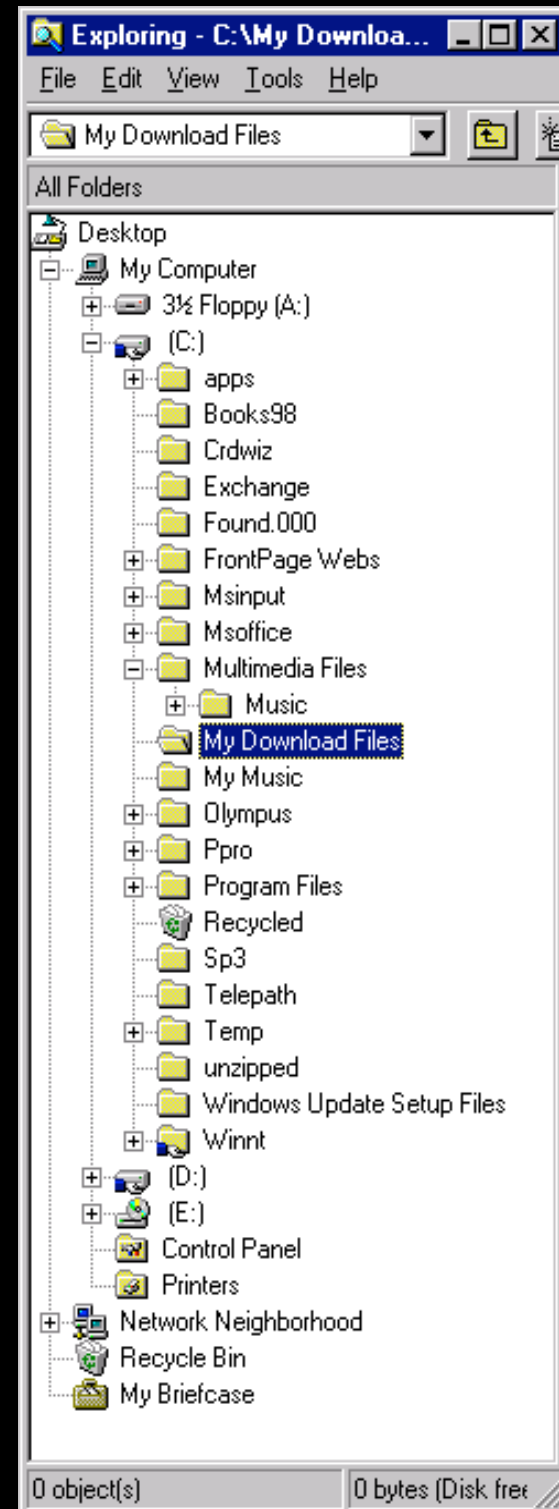 Exploring - C:\My Downloa...
File Edit View Tools Help
My Download Files
All Folders
Desktop
My Computer
3½ Floppy (A:)
(C:)
apps
Books98
Crdwiz
Exchange
Found.000
FrontPage Webs
Msinput
Msoffice
Multimedia Files
Music
My Download Files
My Music
Olympus
Ppro
Program Files
Recycled
Sp3
Telepath
Temp
unzipped
Windows Update Setup Files
Winnt
(D:)
(E:)
Control Panel
Printers
Network Neighborhood
Recycle Bin
My Briefcase
0 object(s) 0 bytes (Disk free